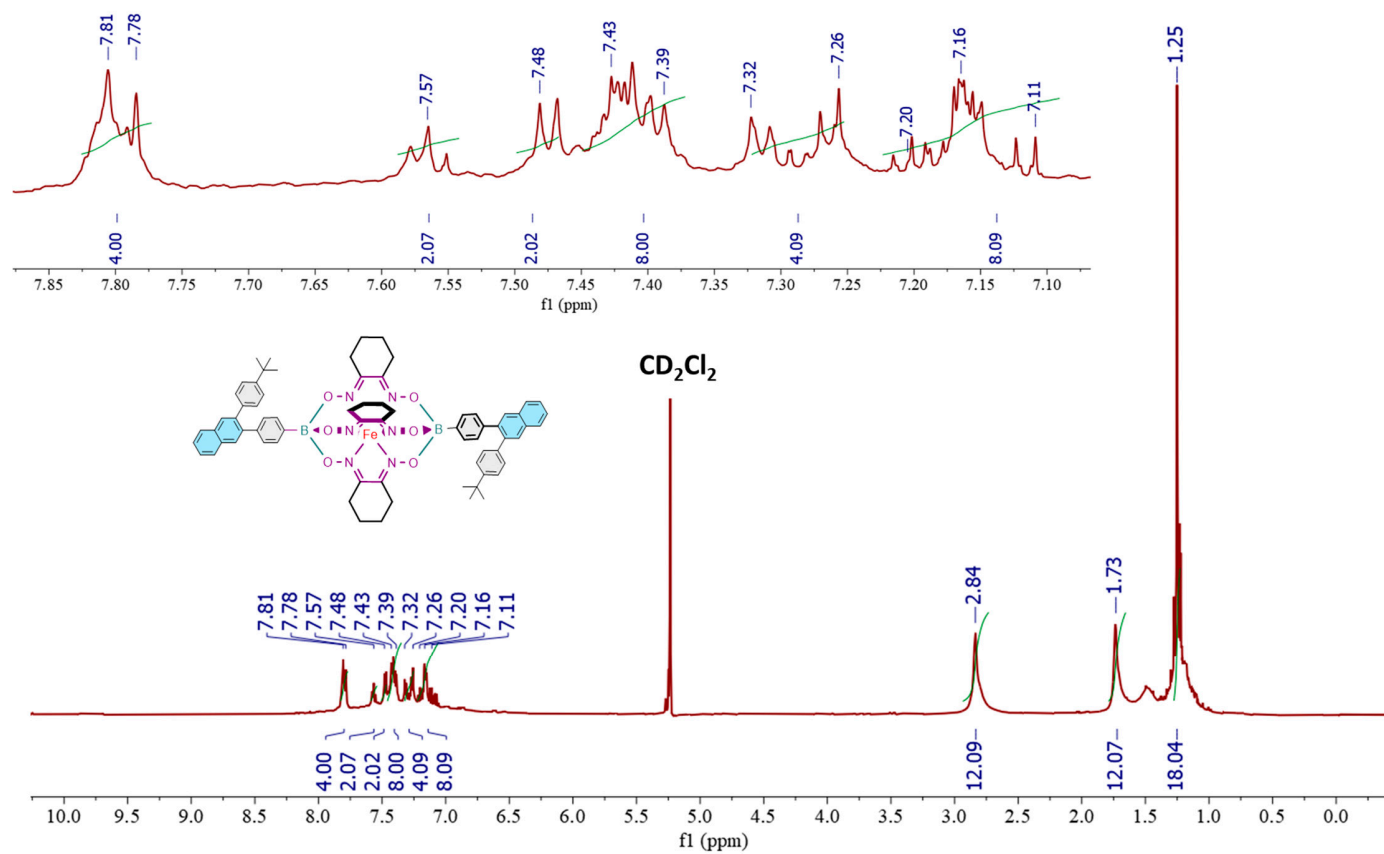 7.81 7.78 7.57 7.48 7.43 7.39 7.32 7.26 7.20 7.16 7.11
1.25
4.00 2.07 2.02 8.00 4.09 8.09
7.85 7.80 7.75 7.70 7.65 7.60 7.55 7.50 7.45 7.40 7.35 7.30 7.25 7.20 7.15 7.10
f1 (ppm)
CD2Cl2
O N N O
B O N N O B
Fe
O N N O
7.81 7.78 7.57 7.48 7.43 7.39 7.32 7.26 7.20 7.16 7.11
2.84 1.73
4.00 2.07 2.02 8.00 4.09 8.09 12.09 12.07 18.04
10.0 9.5 9.0 8.5 8.0 7.5 7.0 6.5 6.0 5.5 5.0 4.5 4.0 3.5 3.0 2.5 2.0 1.5 1.0 0.5 0.0
f1 (ppm)